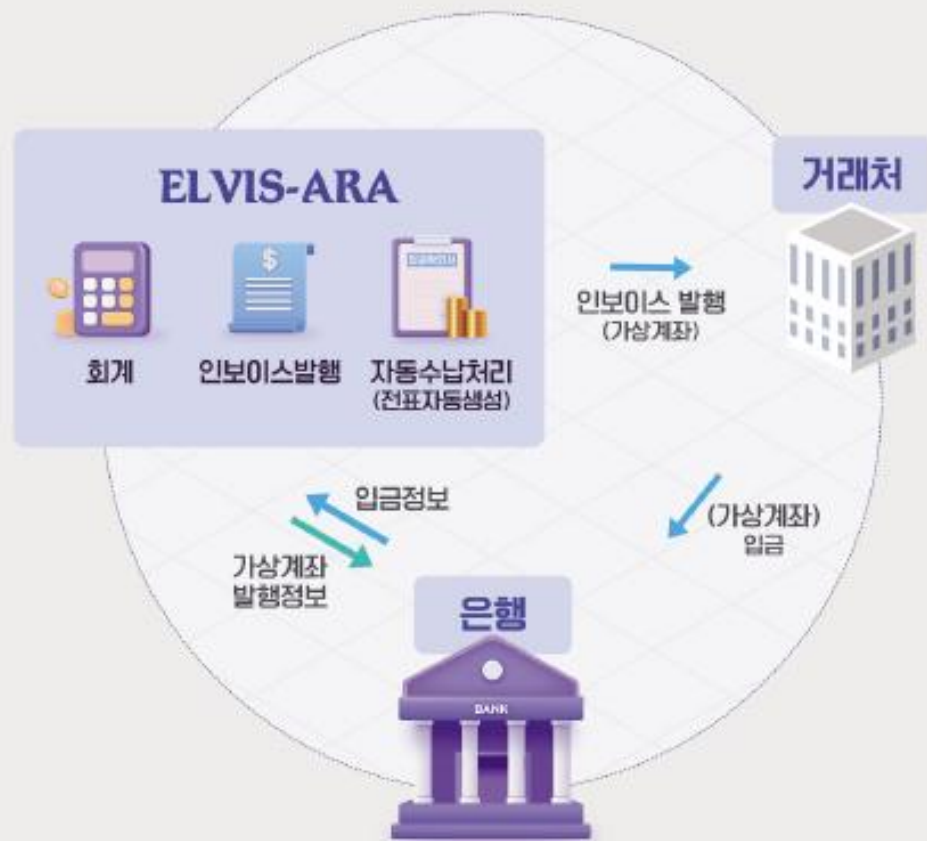 ELVIS-ARA
회계
인보이스발행
자동수납처리
(전표자동생성)
거래처
인보이스 발행
(가상계좌)
입금정보
가상계좌
발행정보
(가상계좌)
입금
은행
BANK